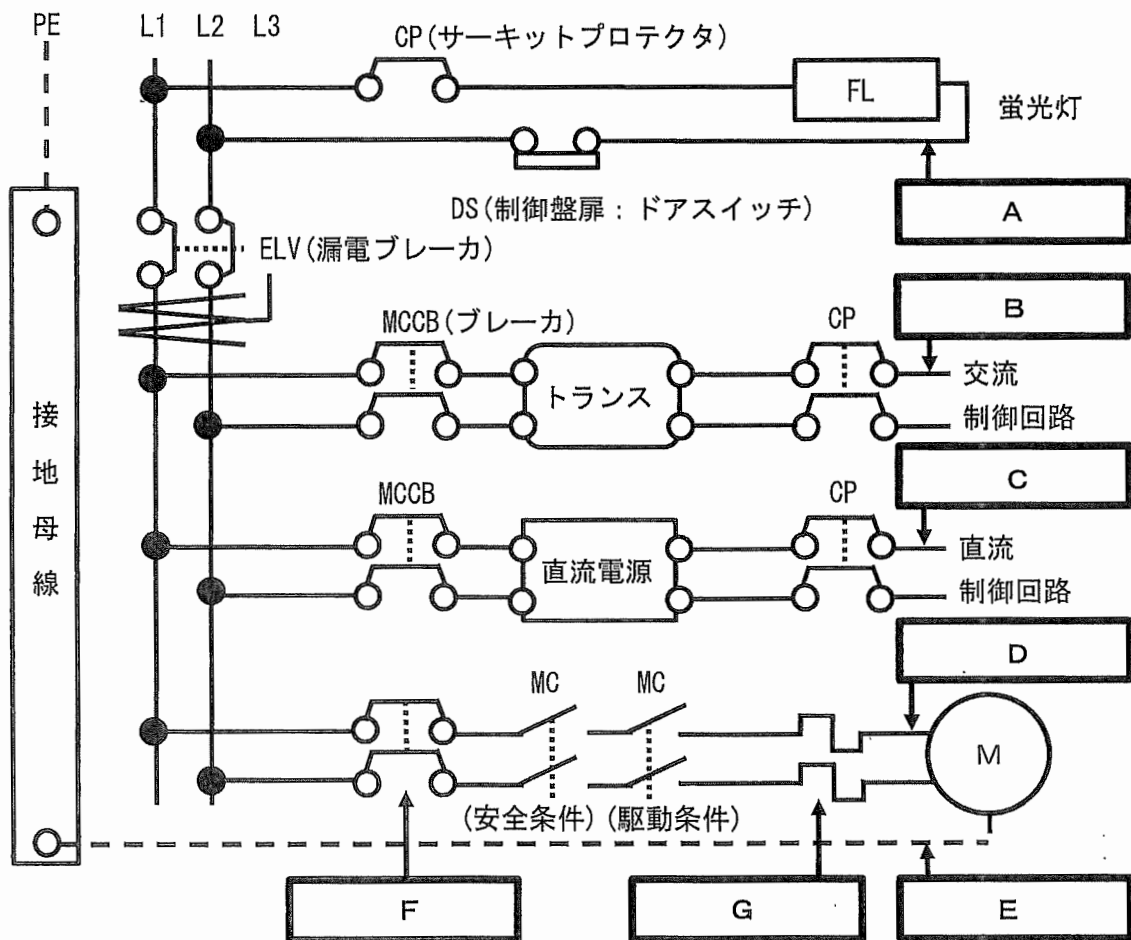 PE L1 L2 L3
CP(サーキットプロテクタ)
FL
蛍光灯
DS(制御盤扉：ドアスイッチ)
A
ELV(漏電ブレーカ)
B
MCCB(ブレーカ)
CP
トランス
交流
制御回路
接地母線
C
MCCB
CP
直流電源
直流
制御回路
D
MC
MC
M
(安全条件)
(駆動条件)
F
G
E